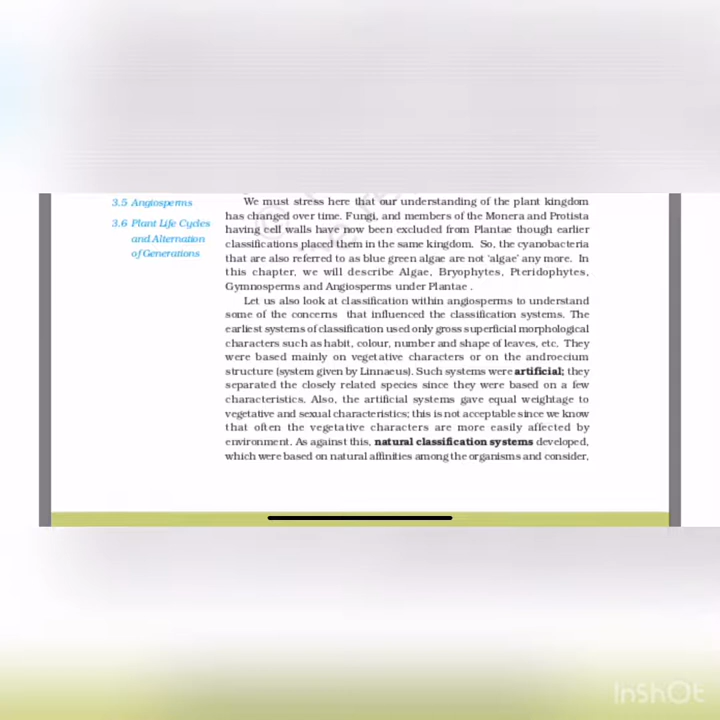 3.5 Angiosperms
3.6 Plant Life Cycles
and Alternation
of Generations
We must stress here that our understanding of the plant kingdom
has changed over time. Fungi, and members of the Monera and Protista
having cell walls have now been excluded from Plantae though earlier
classifications placed them in the same kingdom. So, the cyanobacteria
that are also referred to as blue green algae are not ‘algae’ any more. In
this chapter, we will describe Algae, Bryophytes, Pteridophytes,
Gymnosperms and Angiosperms under Plantae .
Let us also look at classification within angiosperms to understand
some of the concerns that influenced the classification systems. The
earliest systems of classification used only gross superficial morphological
characters such as habit, colour, number and shape of leaves, etc. They
were based mainly on vegetative characters or on the androecium
structure (system given by Linnaeus). Such systems were artificial; they
separated the closely related species since they were based on a few
characteristics. Also, the artificial systems gave equal weightage to
vegetative and sexual characteristics; this is not acceptable since we know
that often the vegetative characters are more easily affected by
environment. As against this, natural classification systems developed,
which were based on natural affinities among the organisms and consider,
InShOt